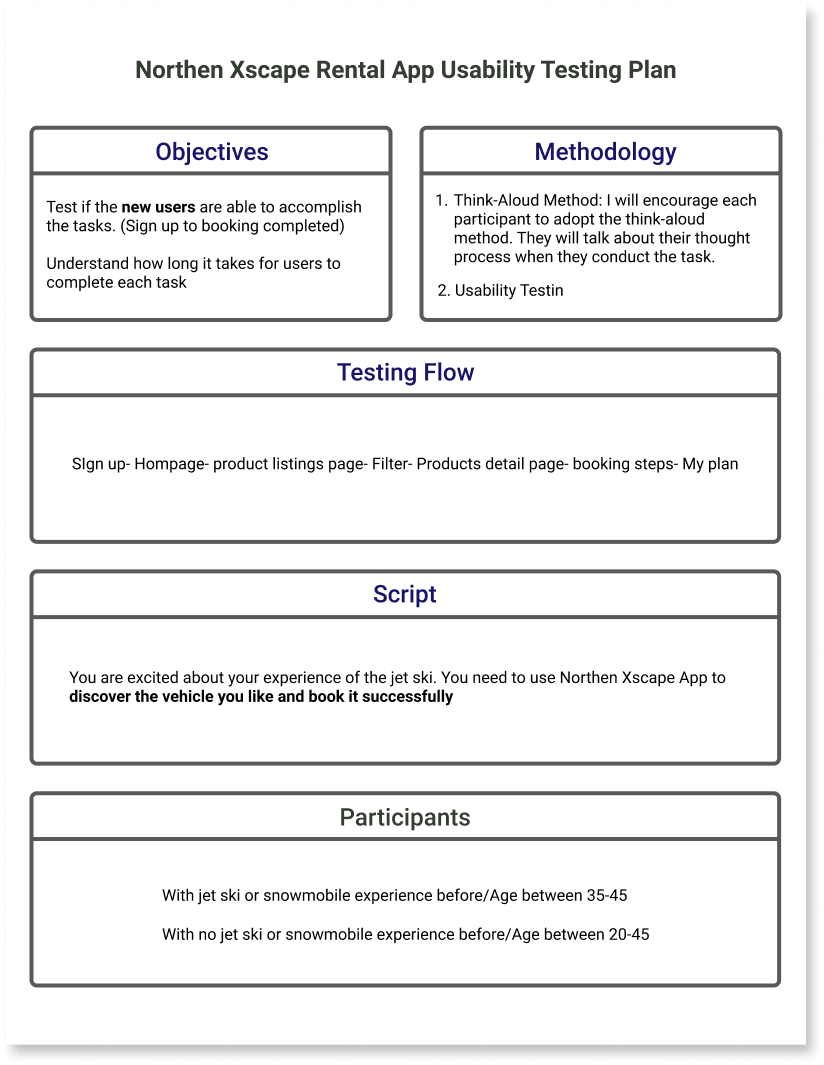 Northen Xscape Rental App Usability Testing Plan
Objectives
Test if the new users are able to accomplish
the tasks. (Sign up to booking completed)
Understand how long it takes for users to
complete each task
Methodology
1. Think-Aloud Method: I will encourage each
participant to adopt the think-aloud
method. They will talk about their thought
process when they conduct the task.
2. Usability Testin
Testing Flow
SIgn up- Hompage- product listings page- Filter- Products detail page- booking steps- My plan
Script
You are excited about your experience of the jet ski. You need to use Northen Xscape App to
discover the vehicle you like and book it successfully
Participants
With jet ski or snowmobile experience before/Age between 35-45
With no jet ski or snowmobile experience before/Age between 20-45